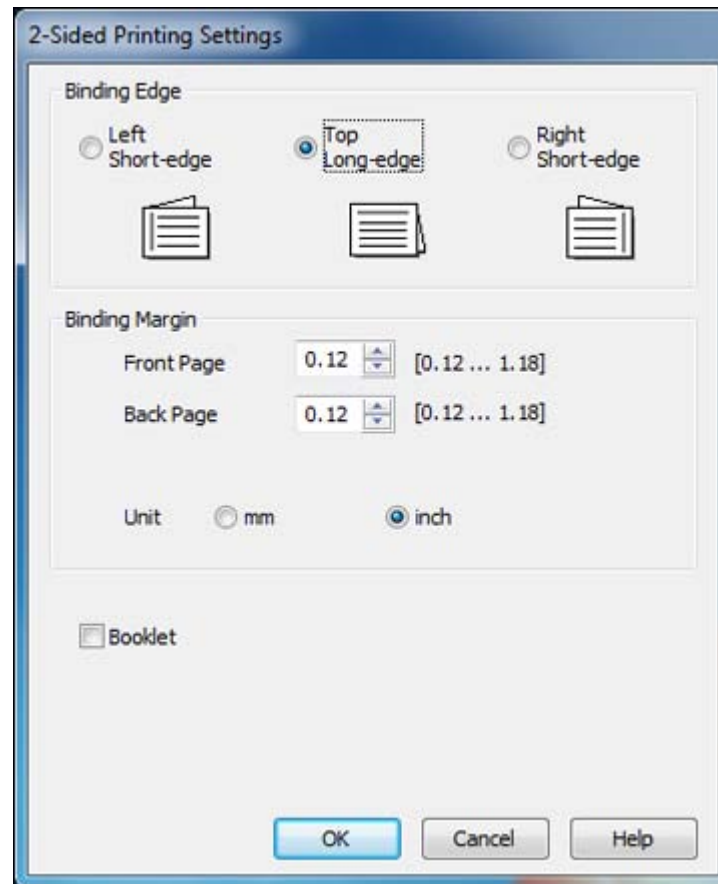 2-Sided Printing Settings
Binding Edge
Left
Short-edge
Top
Long-edge
Right
Short-edge
Binding Margin
Front Page 0.12 [0.12 ... 1.18]
Back Page 0.12 [0.12 ... 1.18]
Unit mm inch
Booklet
OK Cancel Help